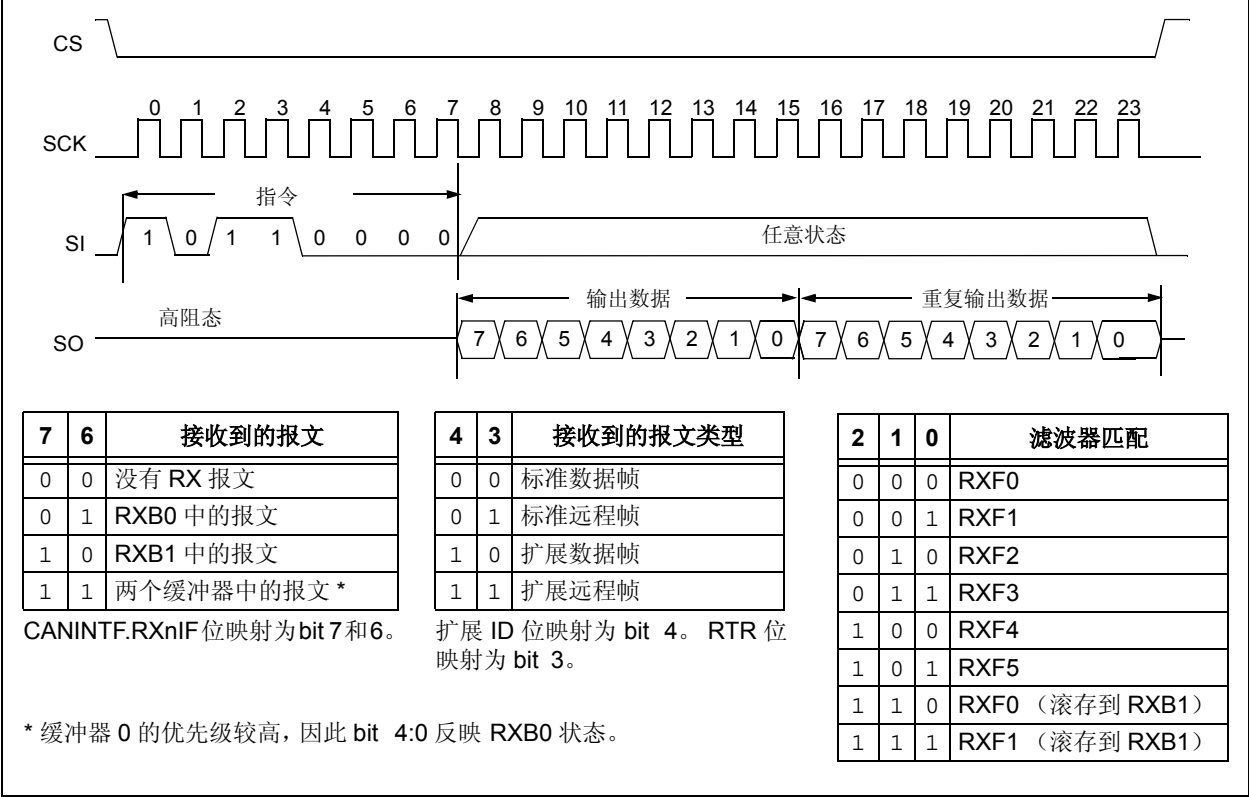 CS
0 1 2 3 4 5 6 7 8 9 10 11 12 13 14 15 16 17 18 19 20 21 22 23
SCK
指令
SI 1 0 1 1 0 0 0 0 任意状态
输出数据 重复输出数据
高阻态
SO 7 6 5 4 3 2 1 0 7 6 5 4 3 2 1 0
7 6 接收到的报文
0 0 没有 RX 报文
0 1 RXB0 中的报文
1 0 RXB1 中的报文
1 1 两个缓冲器中的报文 *
CANINTF.RXnIF位映射为bit 7和6。
4 3 接收到的报文类型
0 0 标准数据帧
0 1 标准远程帧
1 0 扩展数据帧
1 1 扩展远程帧
扩展 ID 位映射为 bit 4。 RTR 位
映射为 bit 3。
2 1 0 滤波器匹配
0 0 0 RXF0
0 0 1 RXF1
0 1 0 RXF2
0 1 1 RXF3
1 0 0 RXF4
1 0 1 RXF5
1 1 0 RXF0 （滚存到 RXB1）
1 1 1 RXF1 （滚存到 RXB1）
* 缓冲器 0 的优先级较高，因此 bit 4:0 反映 RXB0 状态。